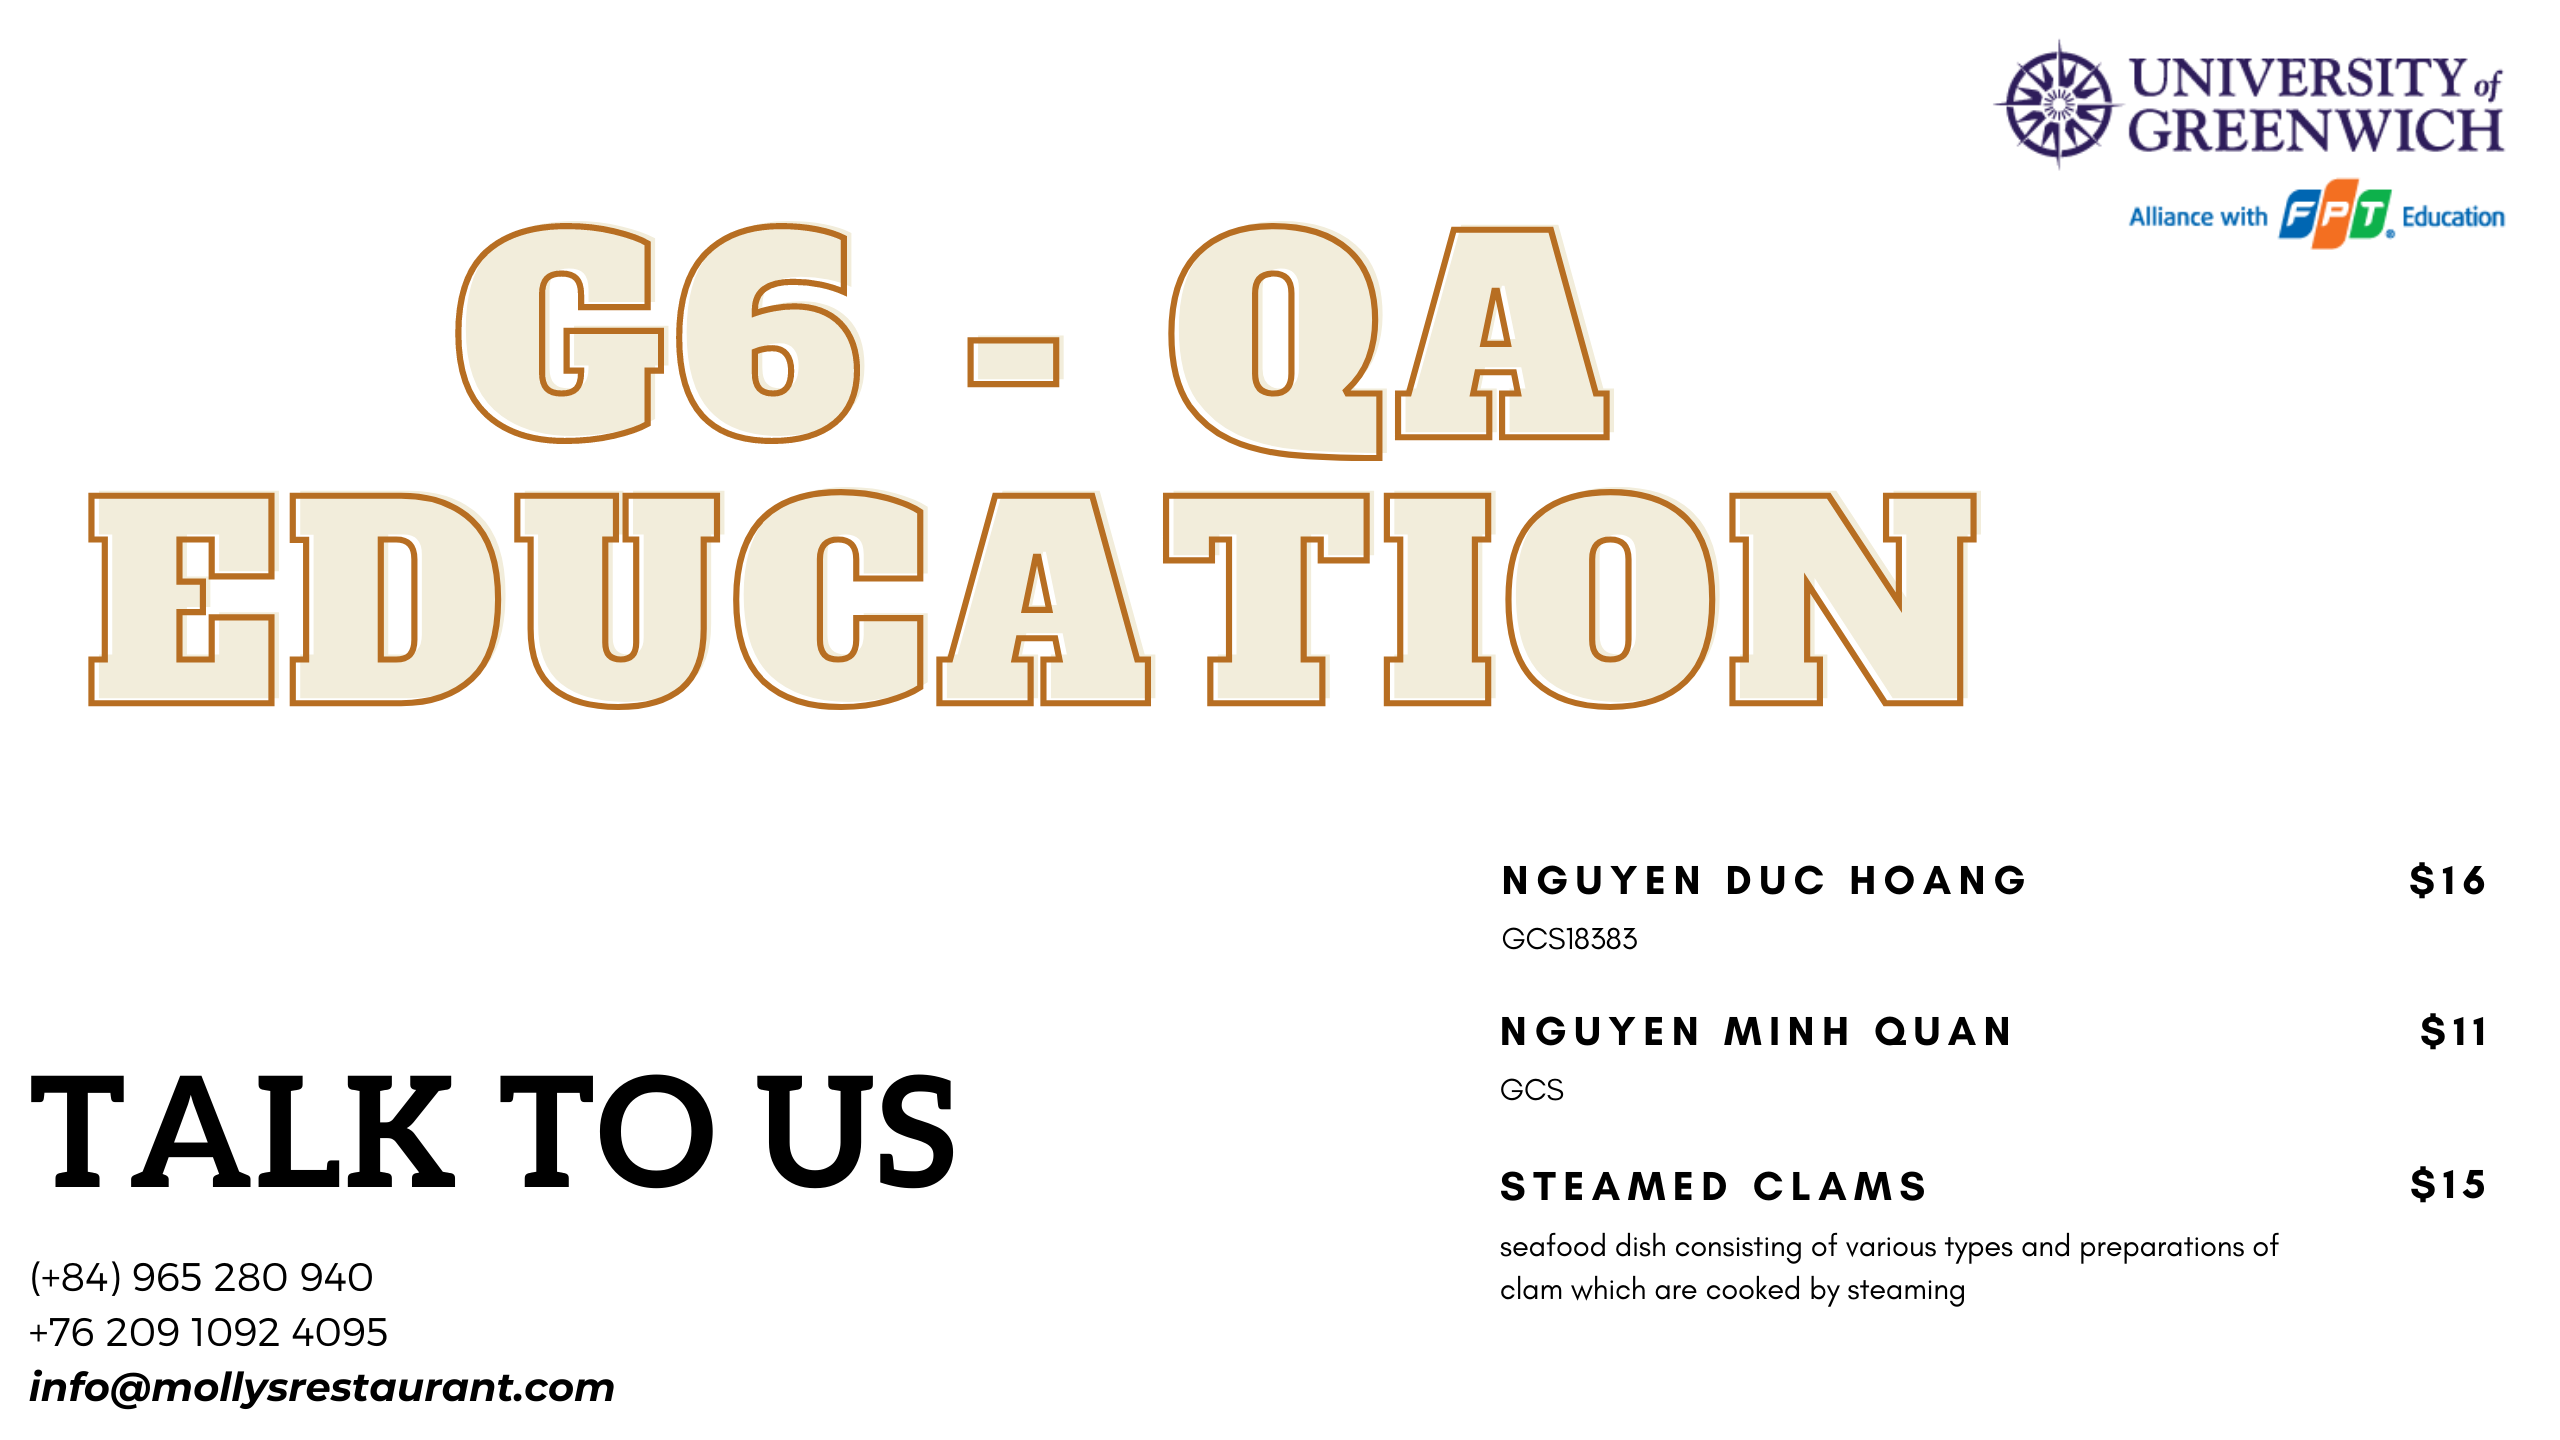 UNIVERSITY of
GREENWICH
Alliance with FPT® Education
G6 - QA
EDUCATION
NGUYEN DUC HOANG $16
GCS18383
NGUYEN MINH QUAN $11
GCS
STEAMED CLAMS $15
seafood dish consisting of various types and preparations of
clam which are cooked by steaming
TALK TO US
(+84) 965 280 940
+76 209 1092 4095
info@mollysrestaurant.com